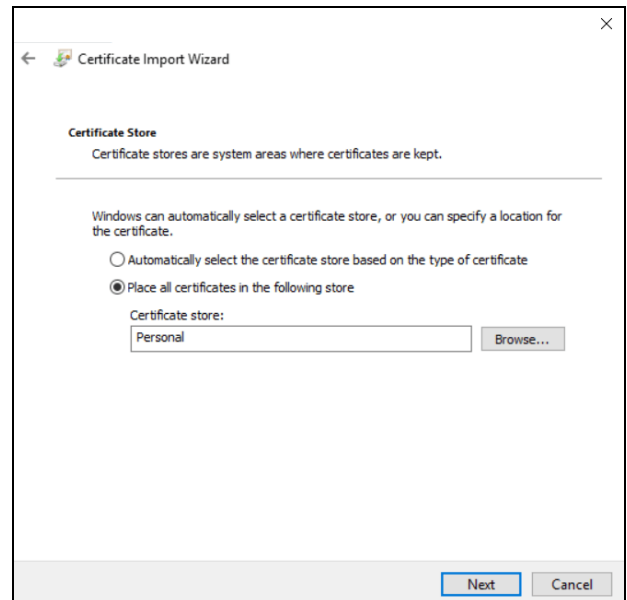 Certificate Import Wizard
Certificate Store
Certificate stores are system areas where certificates are kept.
Windows can automatically select a certificate store, or you can specify a location for
the certificate.
Automatically select the certificate store based on the type of certificate
Place all certificates in the following store
Certificate store:
Personal
Browse...
Next
Cancel